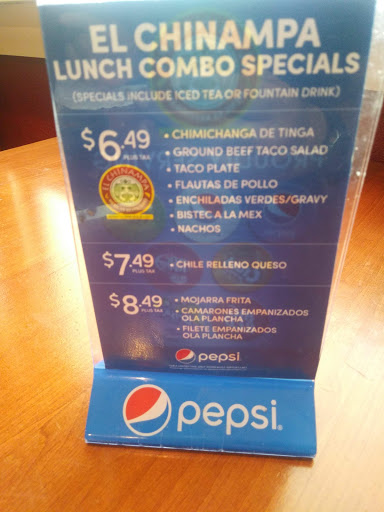 EL CHINAMPA
LUNCH COMBO SPECIALS
(SPECIALS INCLUDE ICED TEA OR FOUNTAIN DRINK)
$6.49
PLUS TAX
• CHIMICHANGA DE TINGA
• GROUND BEEF TACO SALAD
• TACO PLATE
• FLAUTAS DE POLLO
• ENCHILADAS VERDES/GRAVY
• BISTEC A LA MEX
• NACHOS
EL CHINAMPA
$7.49
PLUS TAX
• CHILE RELLENO QUESO
$8.49
PLUS TAX
• MOJARRA FRITA
• CAMARONES EMPANIZADOS
OLA PLANCHA
• FILETE EMPANIZADOS
OLA PLANCHA
pepsi
pepsi.